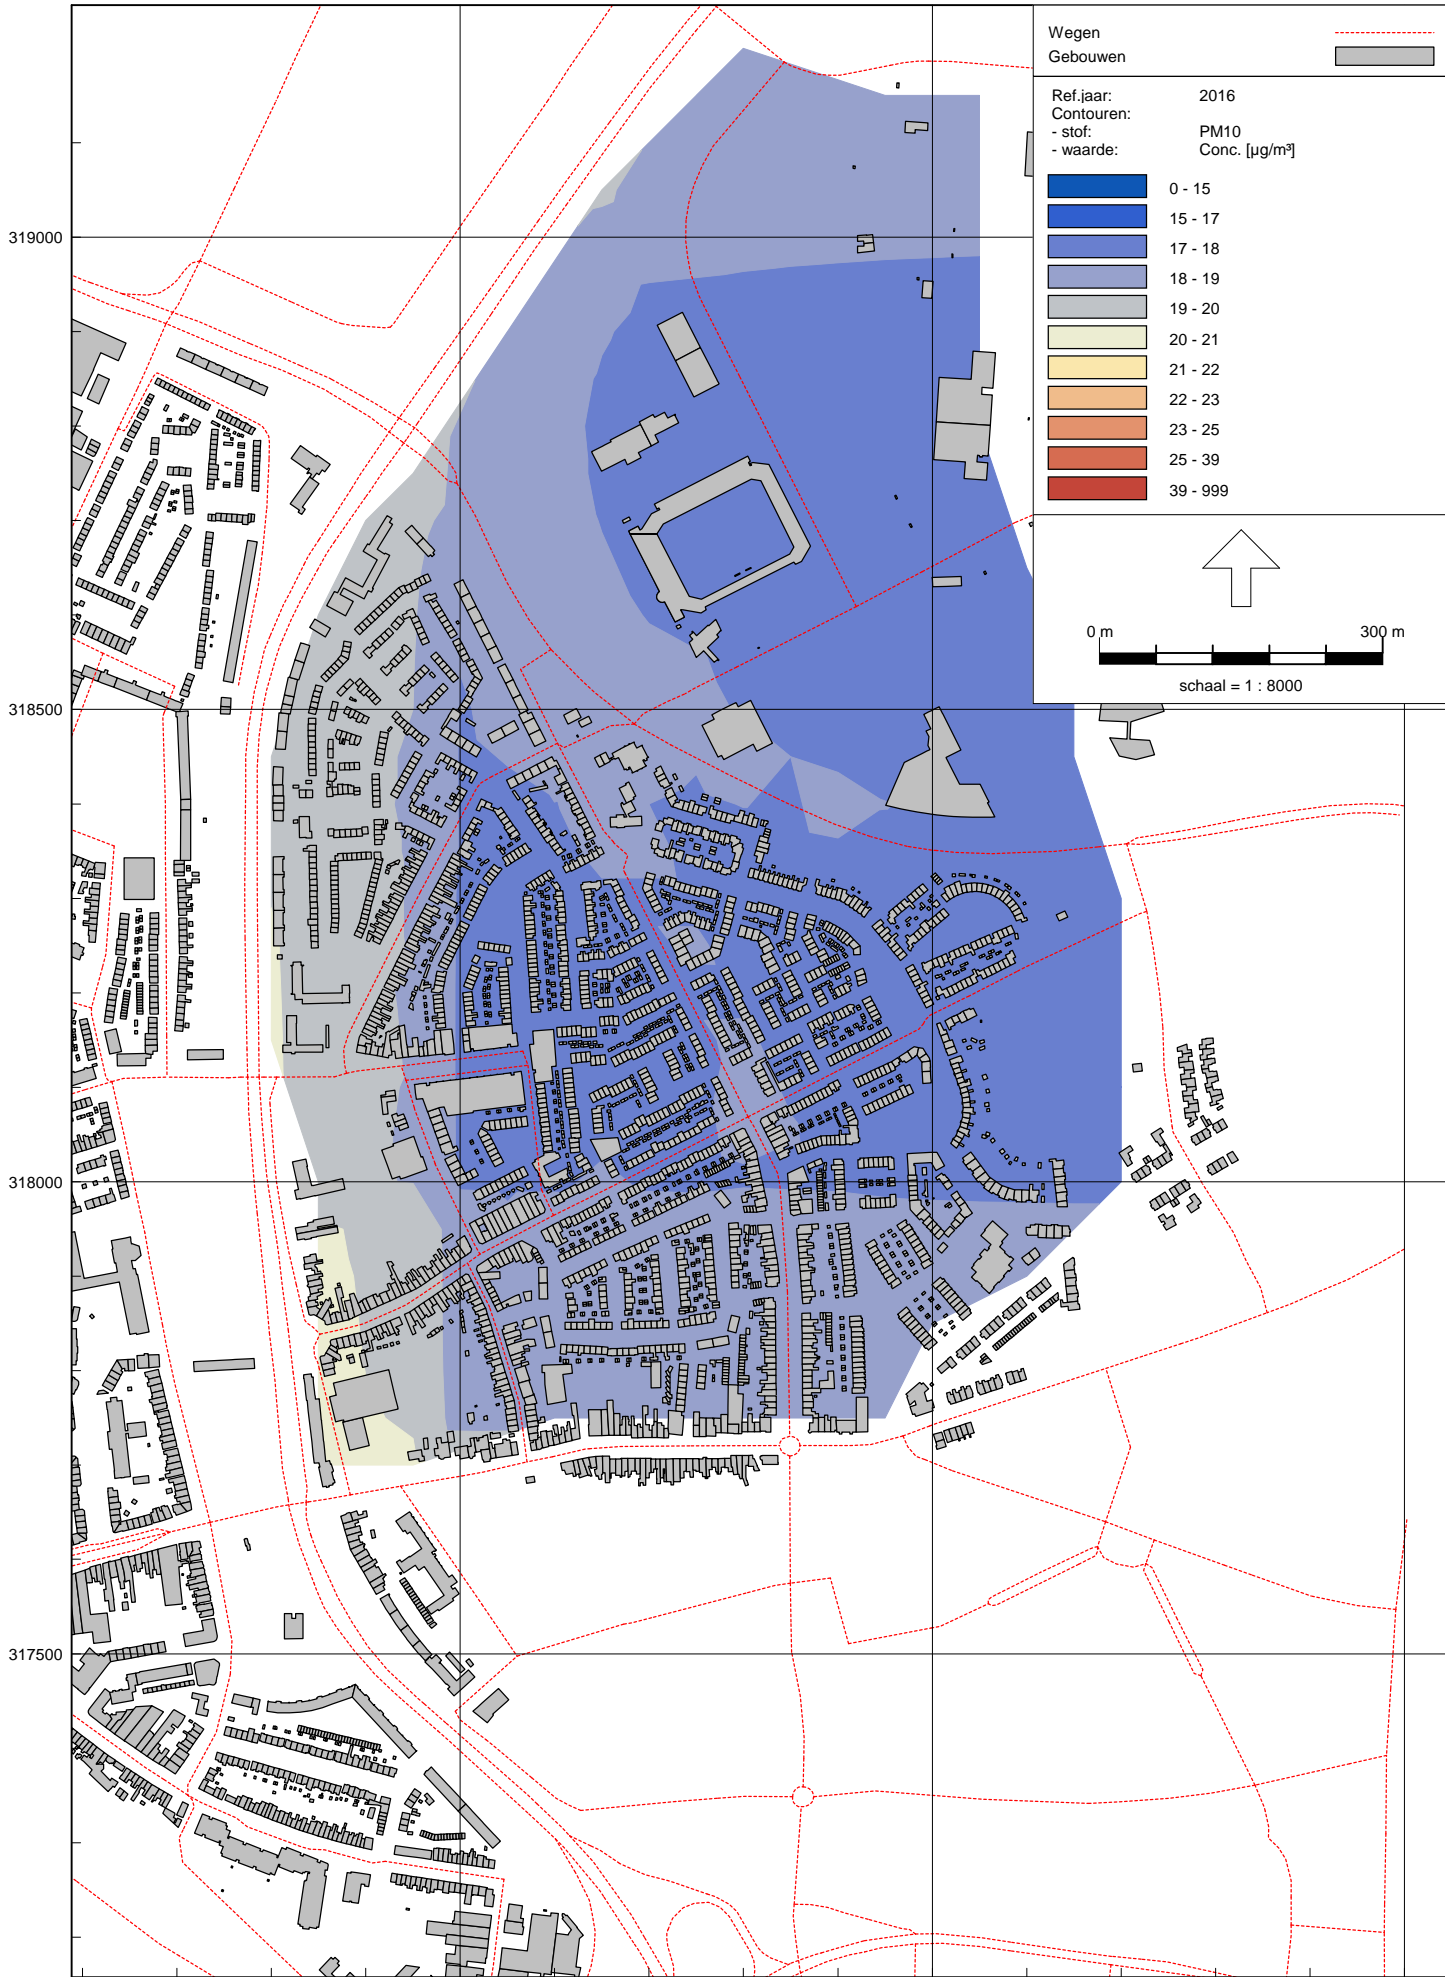 Wegen
Gebouwen
Ref.jaar: 2016
Contouren:
- stof: PM10
- waarde: Conc. [µg/m³]
0 - 15
15 - 17
17 - 18
18 - 19
19 - 20
20 - 21
21 - 22
22 - 23
23 - 25
25 - 39
39 - 999
0 m 300 m
schaal = 1 : 8000
319000
318500
318000
317500